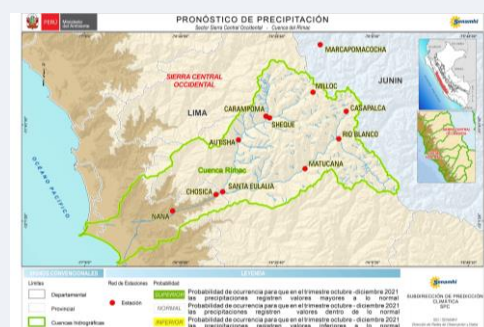 PERÚ
Ministerio
del Ambiente
PRONÓSTICO DE PRECIPITACIÓN
Sector Sierra Central Occidental - Cuenca del Rímac
Senamhi
MARCAPOMACOCHA
JUNIN
SIERRA CENTRAL
OCCIDENTAL
MILLOC
LIMA
CARAMPOMA
CASAPALCA
SHEQUE
AUTISHA
RIO BLANCO
Cuenca Rimac
MATUCANA
OCEANO PACIFICO
CHOSICA
SANTA EULALIA
ÑAÑA
SIGNOS CONVENCIONALES
LEYENDA
Limites
Red de Estaciones
Probabilidad
Departamental
Estación
SUPERIOR
Probabilidad de ocurrencia para que en el trimestre octubre - diciembre 2021
las precipitaciones registren valores mayores a lo normal
Provincial
NORMAL
Probabilidad de ocurrencia para que en el trimestre octubre - diciembre 2021
las precipitaciones registren valores dentro de lo normal
Cuencas hidrográficas
INFERIOR
Probabilidad de ocurrencia para que en el trimestre octubre - diciembre 2021
las precipitaciones registren valores inferiores a lo normal
Senamhi
SUBDIRECCIÓN DE PREDICCIÓN
CLIMÁTICA
SPC